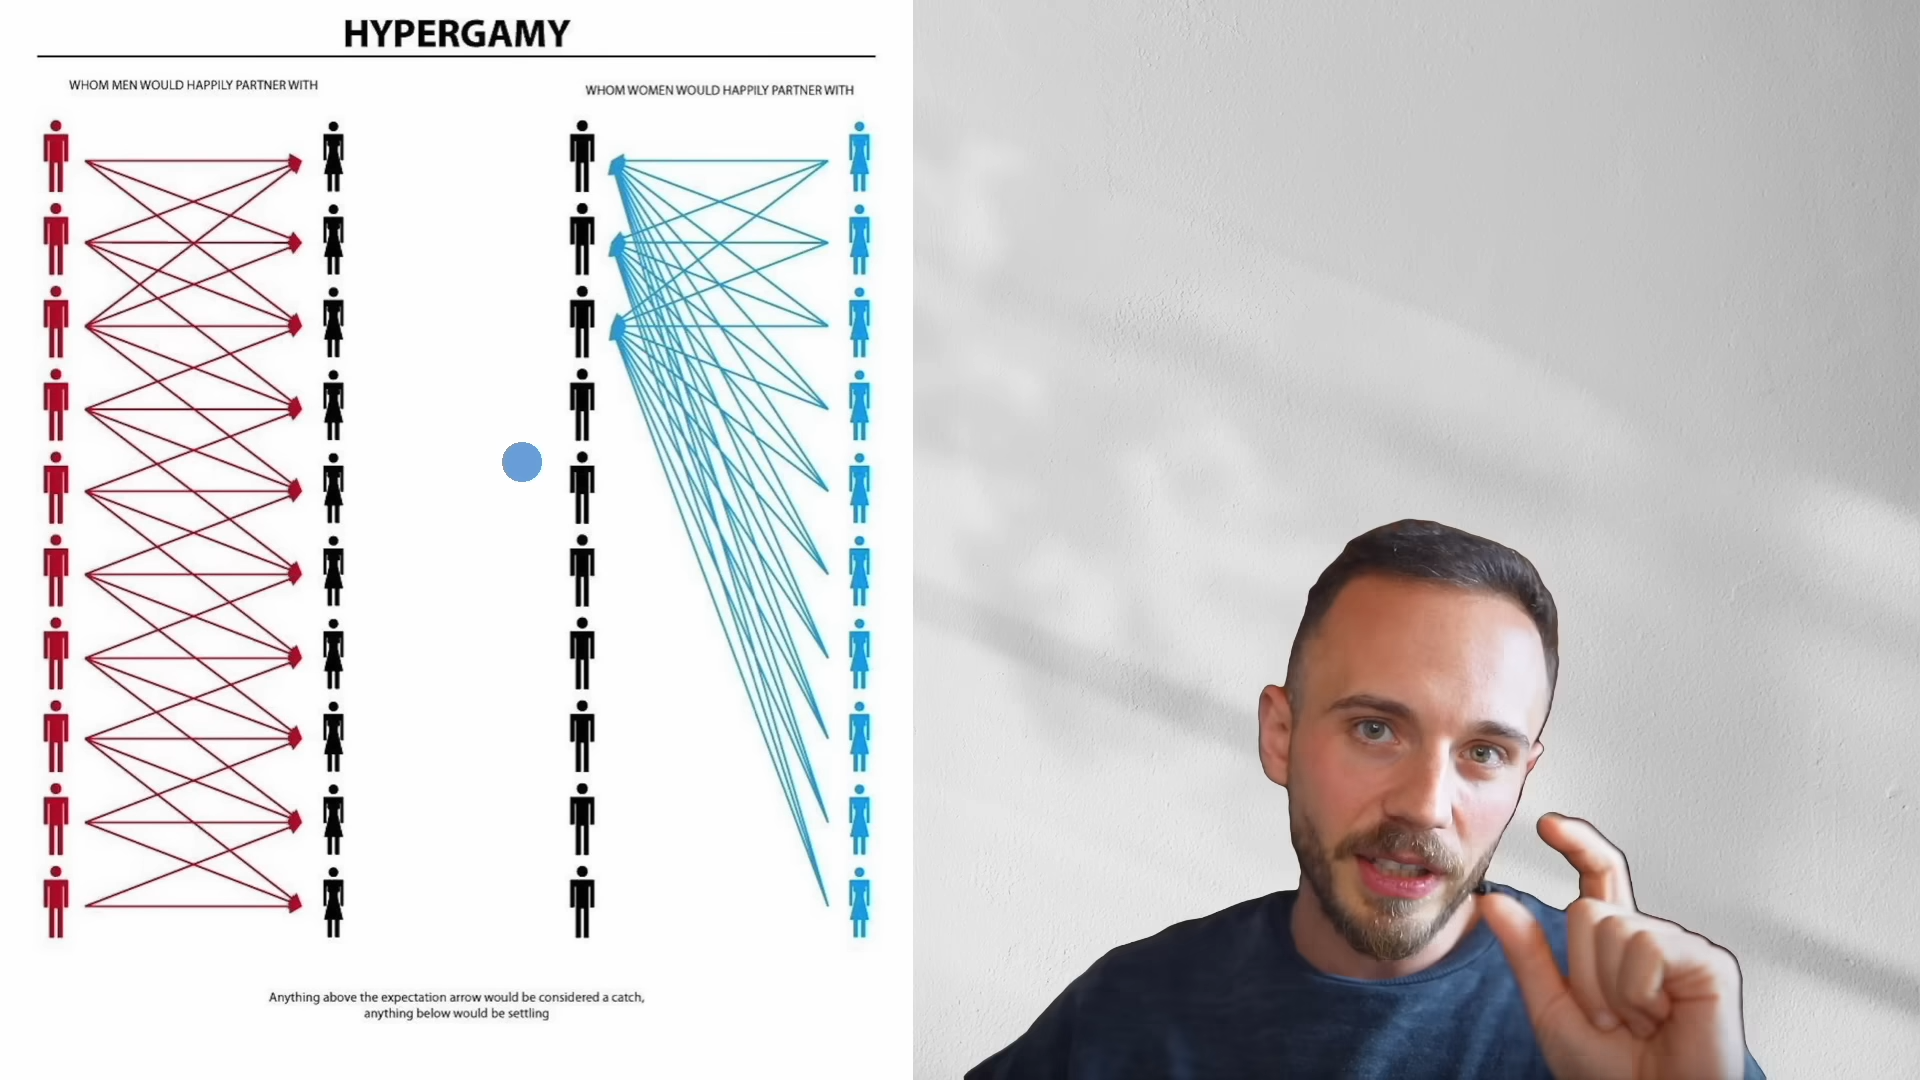 HYPERGAMY
WHOM MEN WOULD HAPPILY PARTNER WITH
WHOM WOMEN WOULD HAPPILY PARTNER WITH
Anything above the expectation arrow would be considered a catch,
anything below would be settling